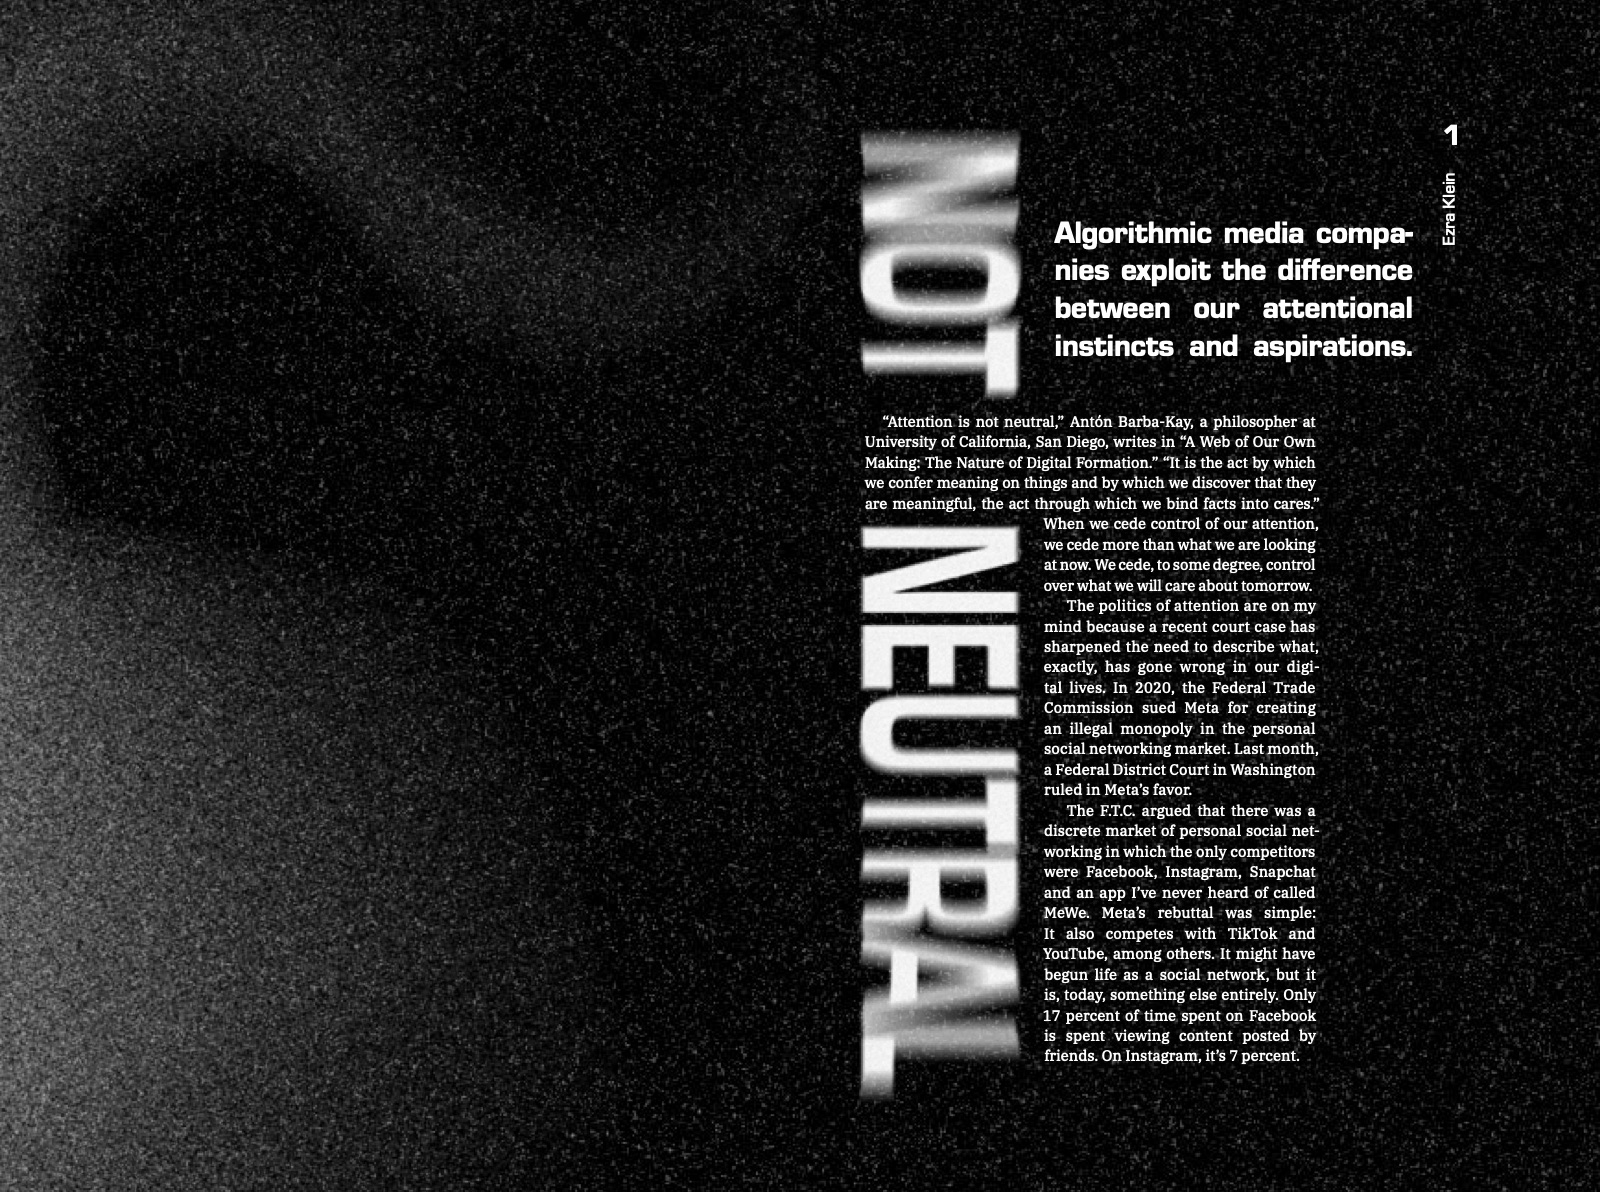 NOT
NEUTRAL
1
Ezra Klein
Algorithmic media compa-
nies exploit the difference
between our attentional
instincts and aspirations.
“Attention is not neutral,” Antón Barba-Kay, a philosopher at
University of California, San Diego, writes in “A Web of Our Own
Making: The Nature of Digital Formation.” “It is the act by which
we confer meaning on things and by which we discover that they
are meaningful, the act through which we bind facts into cares.”
When we cede control of our attention,
we cede more than what we are looking
at now. We cede, to some degree, control
over what we will care about tomorrow.
The politics of attention are on my
mind because a recent court case has
sharpened the need to describe what,
exactly, has gone wrong in our digi-
tal lives. In 2020, the Federal Trade
Commission sued Meta for creating
an illegal monopoly in the personal
social networking market. Last month,
a Federal District Court in Washington
ruled in Meta’s favor.
The F.T.C. argued that there was a
discrete market of personal social net-
working in which the only competitors
were Facebook, Instagram, Snapchat
and an app I’ve never heard of called
MeWe. Meta’s rebuttal was simple:
It also competes with TikTok and
YouTube, among others. It might have
begun life as a social network, but it
is, today, something else entirely. Only
17 percent of time spent on Facebook
is spent viewing content posted by
friends. On Instagram, it’s 7 percent.